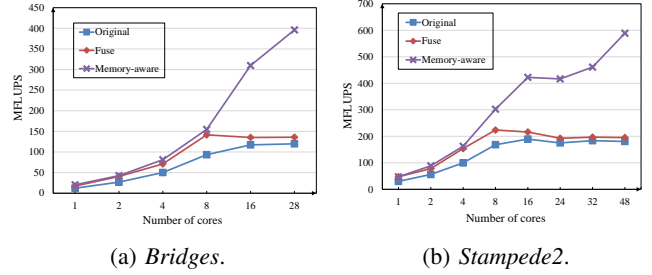 450
400
350
300
250
200
150
100
50
0
MFLUPS
Original
Fuse
Memory-aware
1 2 4 8 16 28
Number of cores
(a) Bridges.
700
600
500
400
300
200
100
0
MFLUPS
Original
Fuse
Memory-aware
1 2 4 8 16 24 32 48
Number of cores
(b) Stampede2.